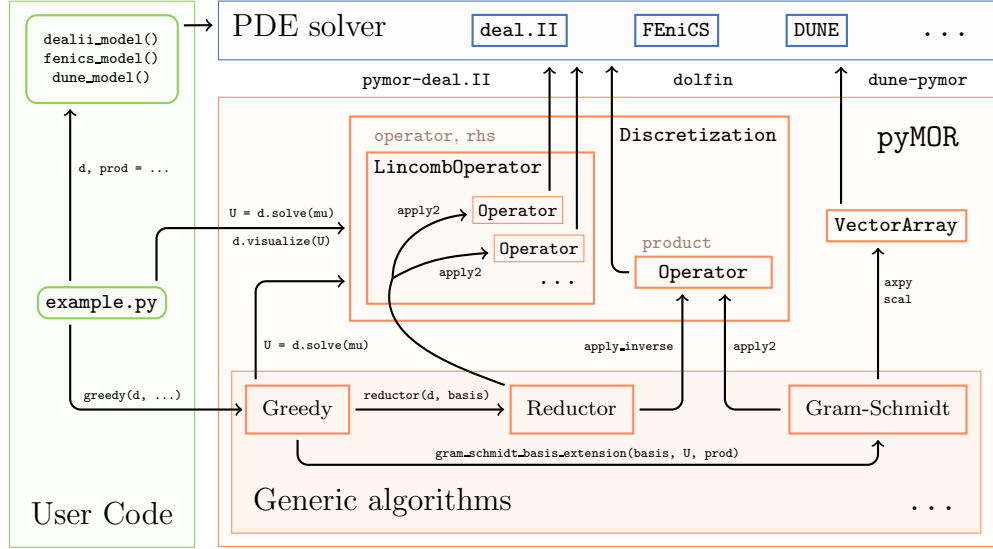 dealii_model()
fenics_model()
dune_model()
PDE solver
deal.II
FEniCS
DUNE
...
pymor-deal.II
dolfin
dune-pymor
operator, rhs
Discretization
pyMOR
LincombOperator
d, prod = ...
apply2
Operator
U = d.solve(mu)
d.visualize(U)
VectorArray
Operator
product
apply2
...
Operator
axpy
scal
example.py
U = d.solve(mu)
apply_inverse
apply2
greedy(d, ...)
Greedy
reductor(d, basis)
Reductor
Gram-Schmidt
gram_schmidt_basis_extension(basis, U, prod)
Generic algorithms
...
User Code